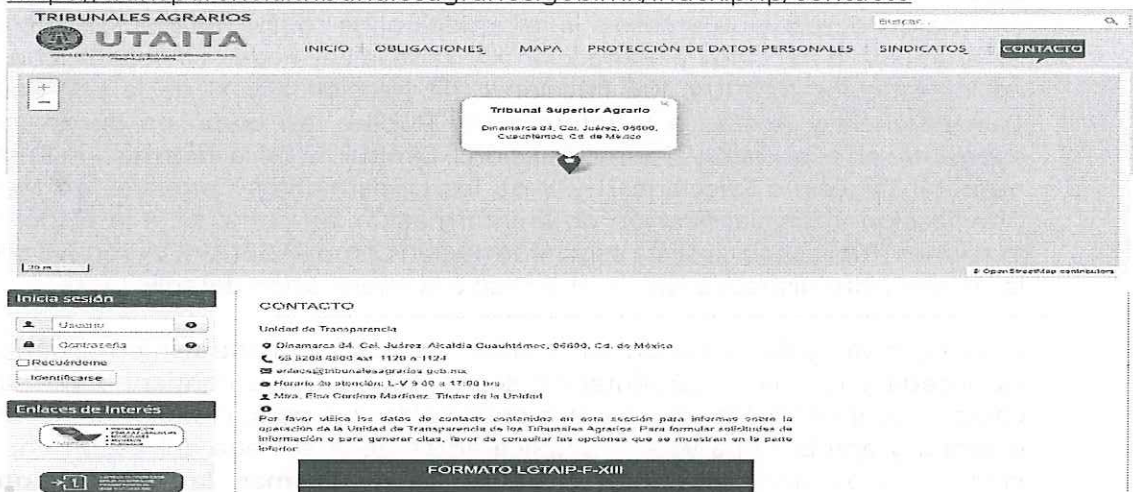 TRIBUNALES AGRARIOS
UTAITA
Buscar...
INICIO OBLIGACIONES MAPA PROTECCIÓN DE DATOS PERSONALES SINDICATOS CONTACTO
+
−
Tribunal Superior Agrario
Dinamarca 84, Col. Juárez, 06600,
Cuauhtémoc, Cd. de México
20 m
© OpenStreetMap contributors
Inicia sesión
Usuario
Contraseña
Recuérdeme
Identificarse
Enlaces de Interés
CONTACTO
Unidad de Transparencia
Dinamarca 84, Col. Juárez, Alcaldía Cuauhtémoc, 06600, Cd. de México
ext. 1120 a 1124
enlace@tribunalesagrarios.gob.mx
Horario de atención: L-V 9:00 a 17:00 hrs
Mtra. Elsa Cordero Martínez, Titular de la Unidad
Por favor utilice los datos de contacto contenidos en esta sección para informes sobre la
operación de la Unidad de Transparencia de los Tribunales Agrarios. Para formular solicitudes de
información o para generar citas, favor de consultar las opciones que se muestran en la parte
inferior.
FORMATO LGTAIP-F-XIII